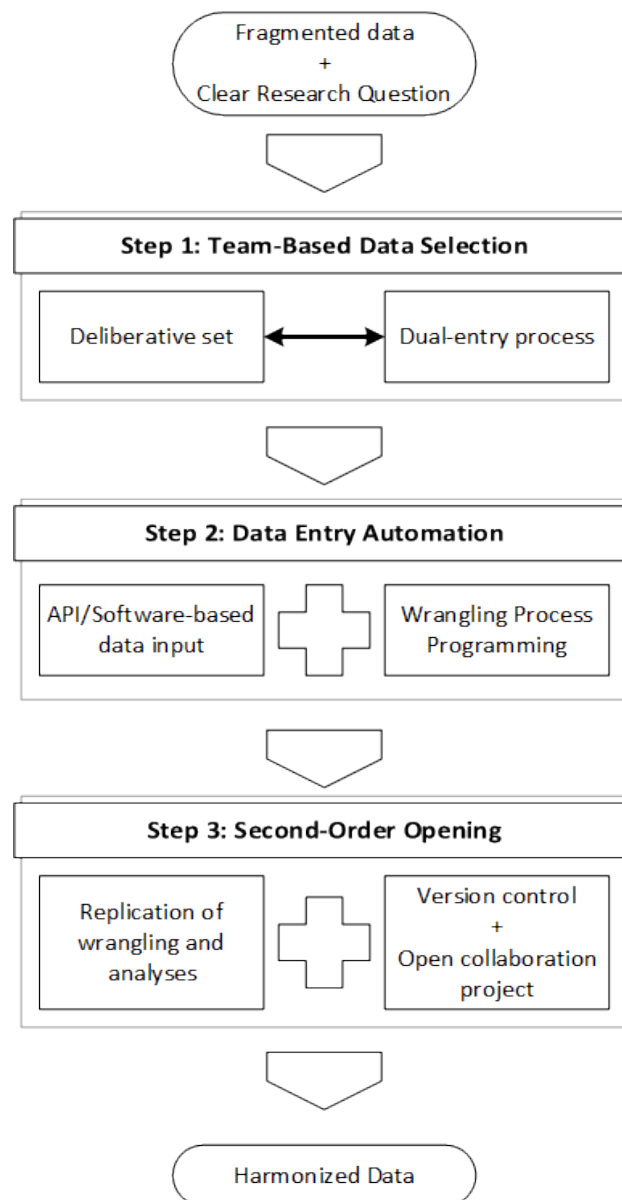 Fragmented data
+
Clear Research Question
Step 1: Team-Based Data Selection
Deliberative set
Dual-entry process
Step 2: Data Entry Automation
API/Software-based
data input
Wrangling Process
Programming
Step 3: Second-Order Opening
Replication of
wrangling and
analyses
Version control
+
Open collaboration
project
Harmonized Data